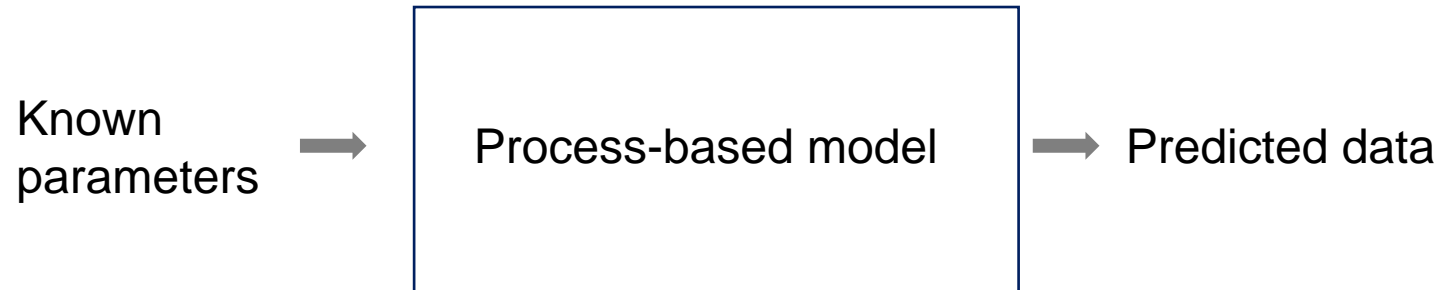 Known
parameters
Process-based model
Predicted data